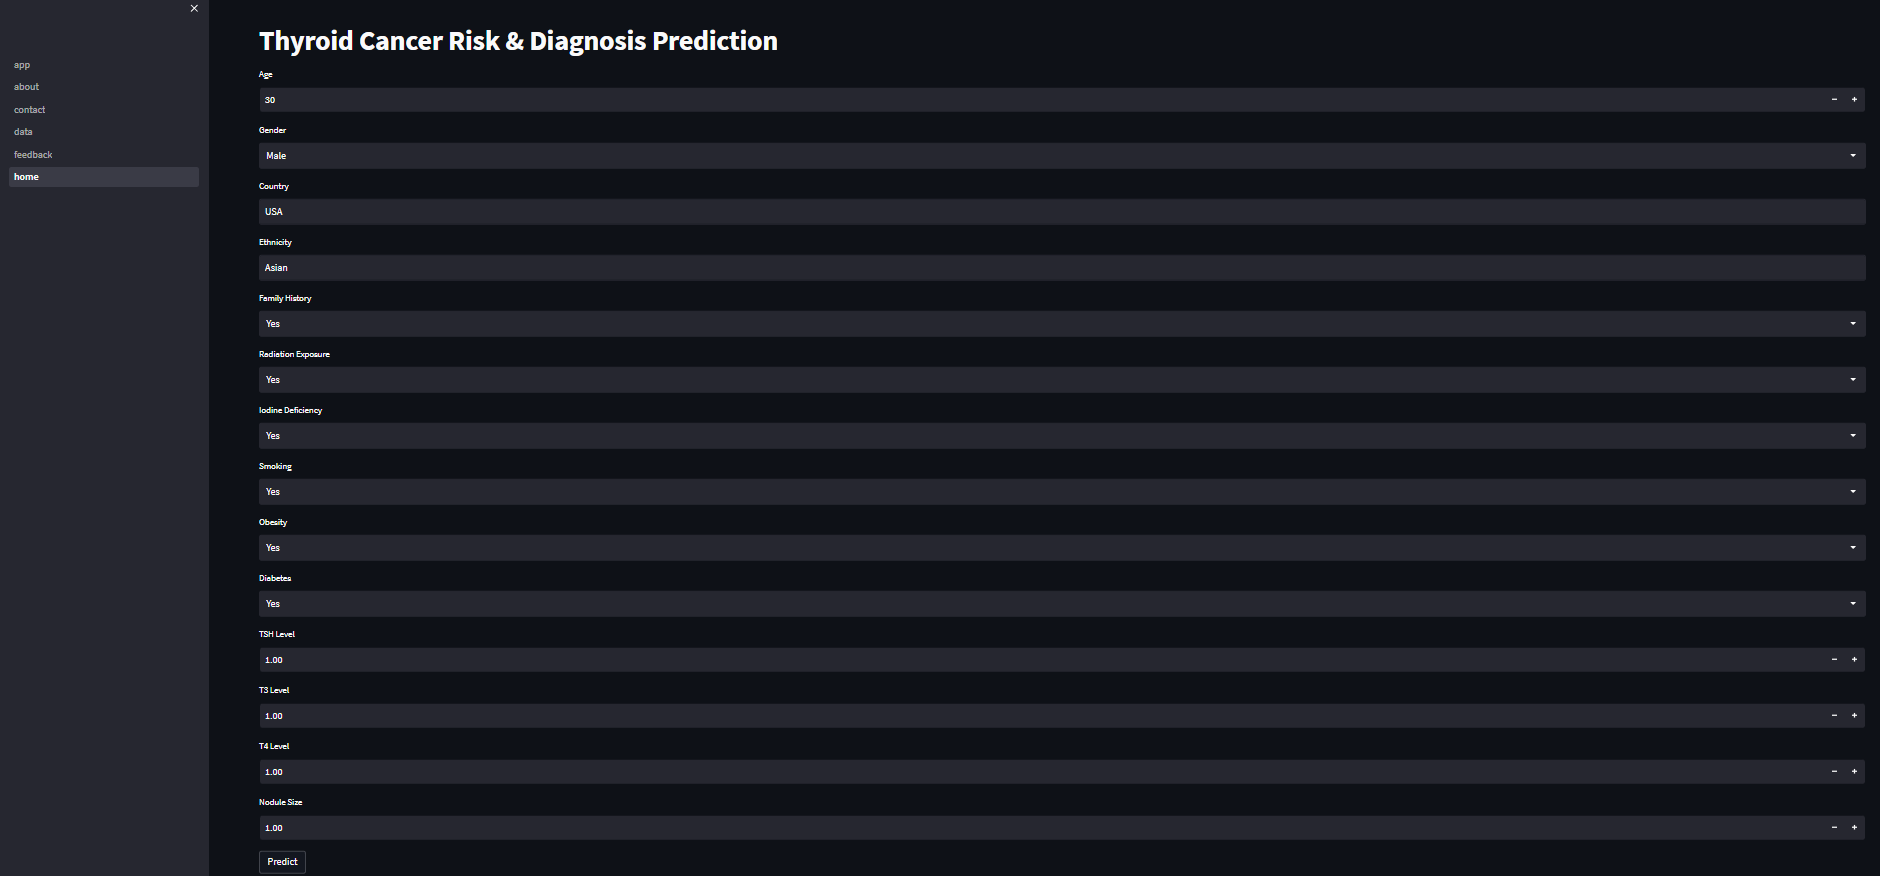 app
about
contact
data
feedback
home
Thyroid Cancer Risk & Diagnosis Prediction
Age
30
Gender
Male
Country
USA
Ethnicity
Asian
Family History
Yes
Radiation Exposure
Yes
Iodine Deficiency
Yes
Smoking
Yes
Obesity
Yes
Diabetes
Yes
TSH Level
1.00
T3 Level
1.00
T4 Level
1.00
Nodule Size
1.00
Predict